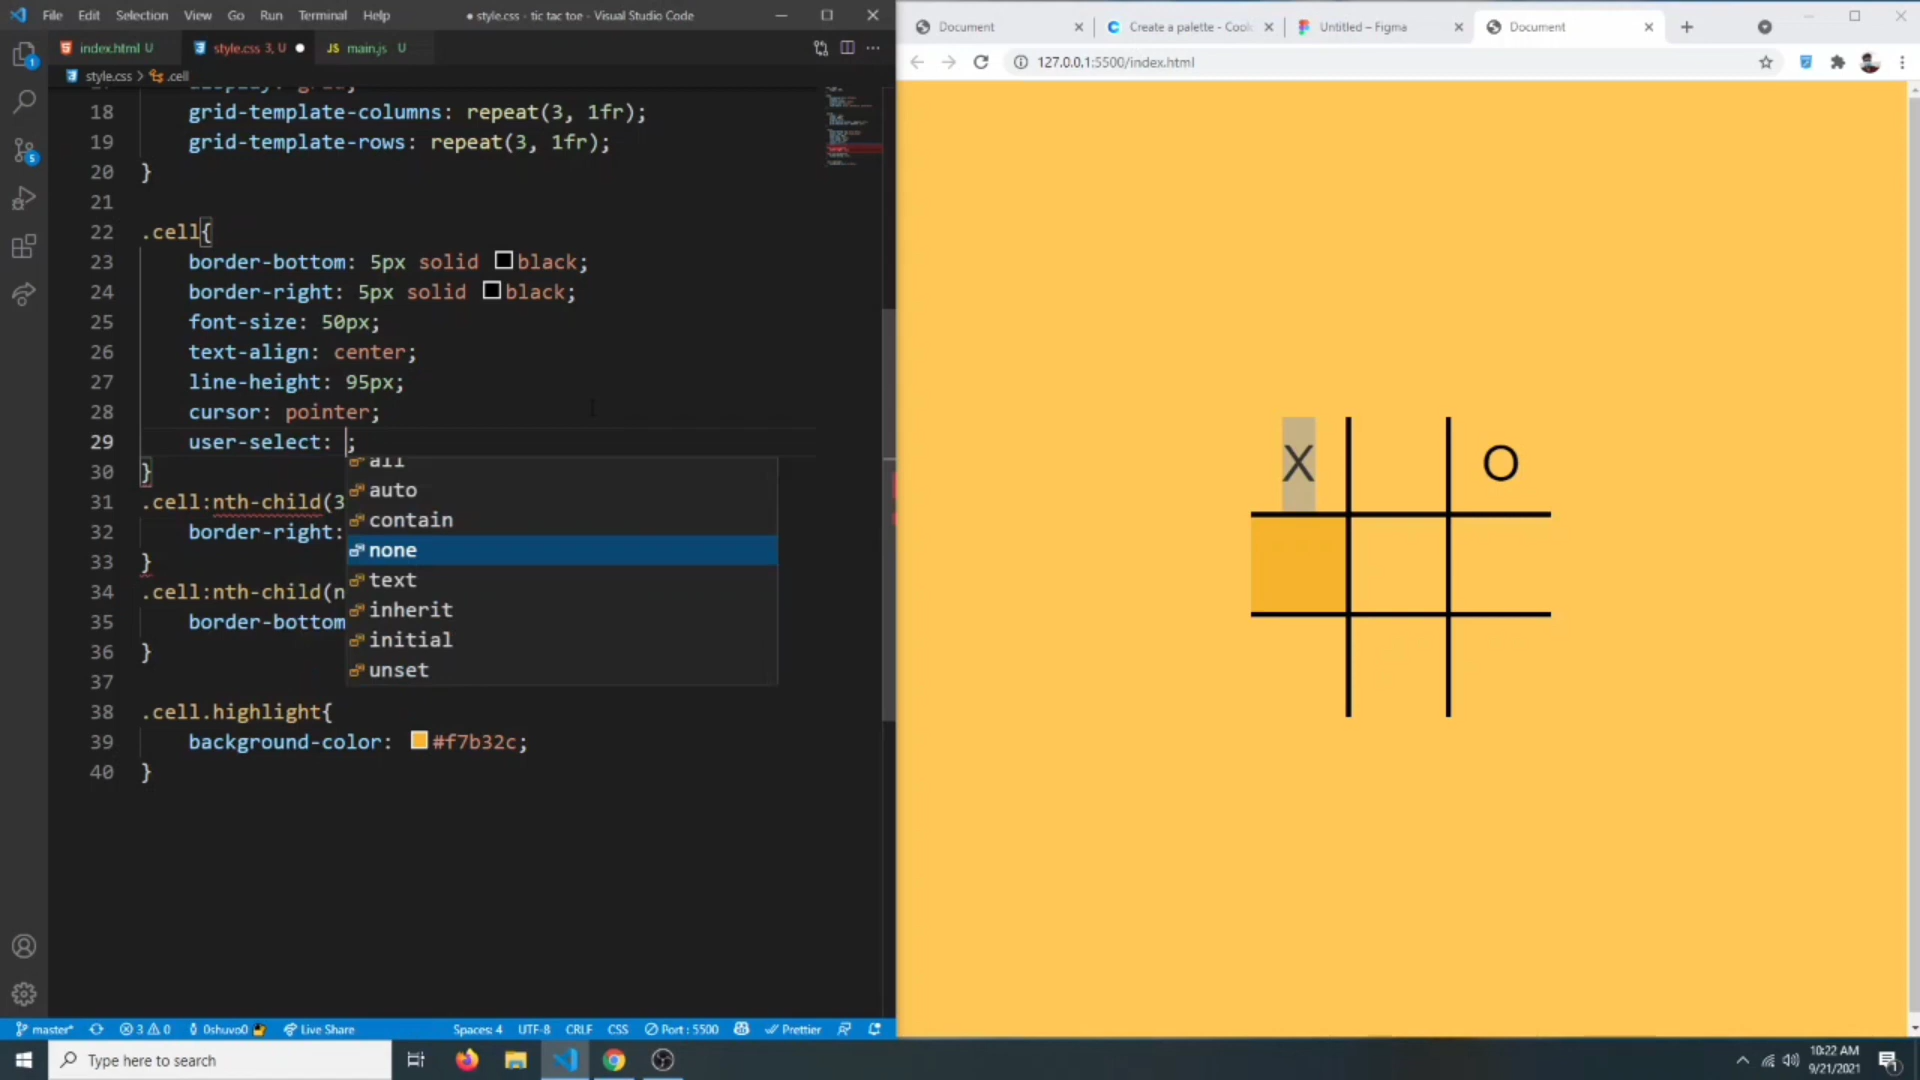 File Edit Selection View Go Run Terminal Help ● style.css - tic tac toe - Visual Studio Code
index.html U style.css 3, U ● JS main.js U
style.css > .cell
18 grid-template-columns: repeat(3, 1fr);
19 grid-template-rows: repeat(3, 1fr);
20 }
21
22 .cell{
23 border-bottom: 5px solid black;
24 border-right: 5px solid black;
25 font-size: 50px;
26 text-align: center;
27 line-height: 95px;
28 cursor: pointer;
29 user-select: ;
30 }
31 .cell:nth-child(3
32 border-right:
33 }
34 .cell:nth-child(n
35 border-bottom
36 }
37
38 .cell.highlight{
39 background-color: #f7b32c;
40 }
all
auto
contain
none
text
inherit
initial
unset
master* 3 0 0shuvo0 Live Share Spaces: 4 UTF-8 CRLF CSS Port : 5500 Prettier
Document Create a palette - Cool Untitled – Figma Document
127.0.0.1:5500/index.html
X O
Type here to search
10:22 AM
9/21/2021